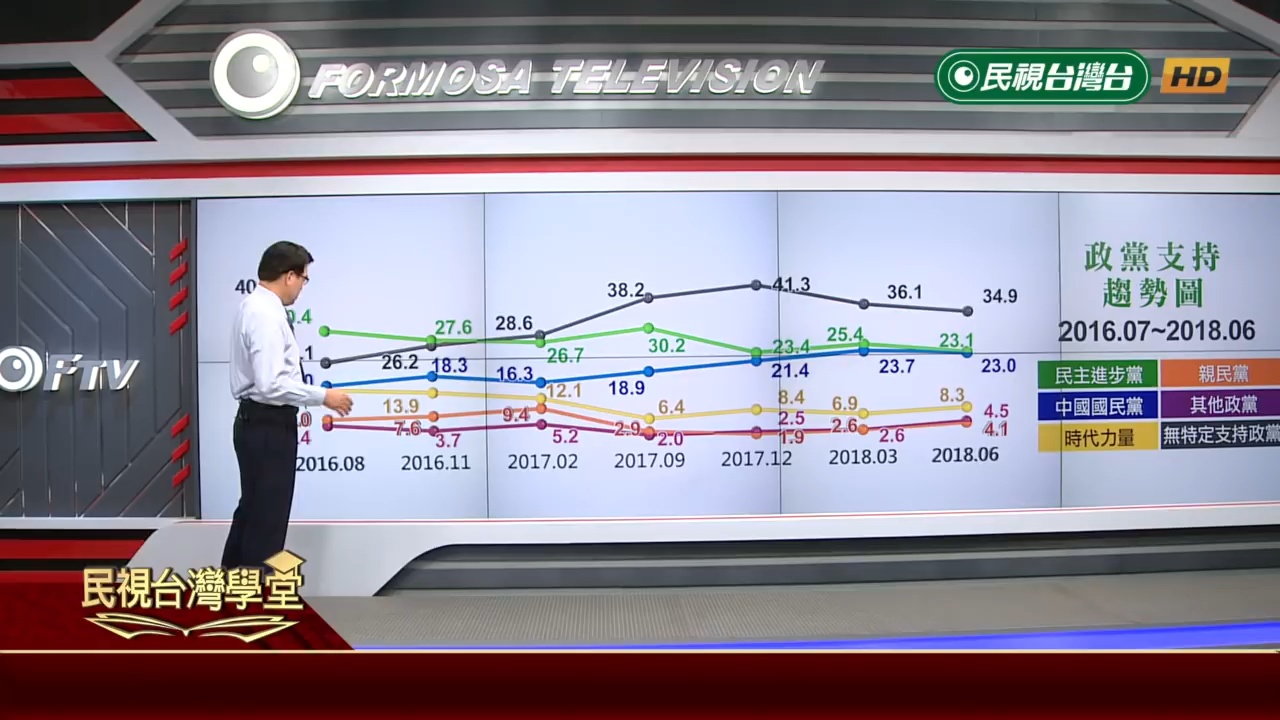 FORMOSA TELEVISION
民視台灣台 HD
FTV
政黨支持
趨勢圖
2016.07~2018.06
民主進步黨 親民黨
中國國民黨 其他政黨
時代力量 無特定支持政黨
40
38.2 41.3 36.1 34.9
0.4 27.6 28.6 30.2 23.4 25.4 23.1
.1 26.2 26.7
18.3 16.3 18.9 21.4 23.7 23.0
13.9 12.1 6.4 8.4 6.9 8.3
7.6 9.4 2.9 2.5 2.6 4.5
.4 3.7 5.2 2.0 1.9 2.6 4.1
2016.08 2016.11 2017.02 2017.09 2017.12 2018.03 2018.06
民視台灣學堂